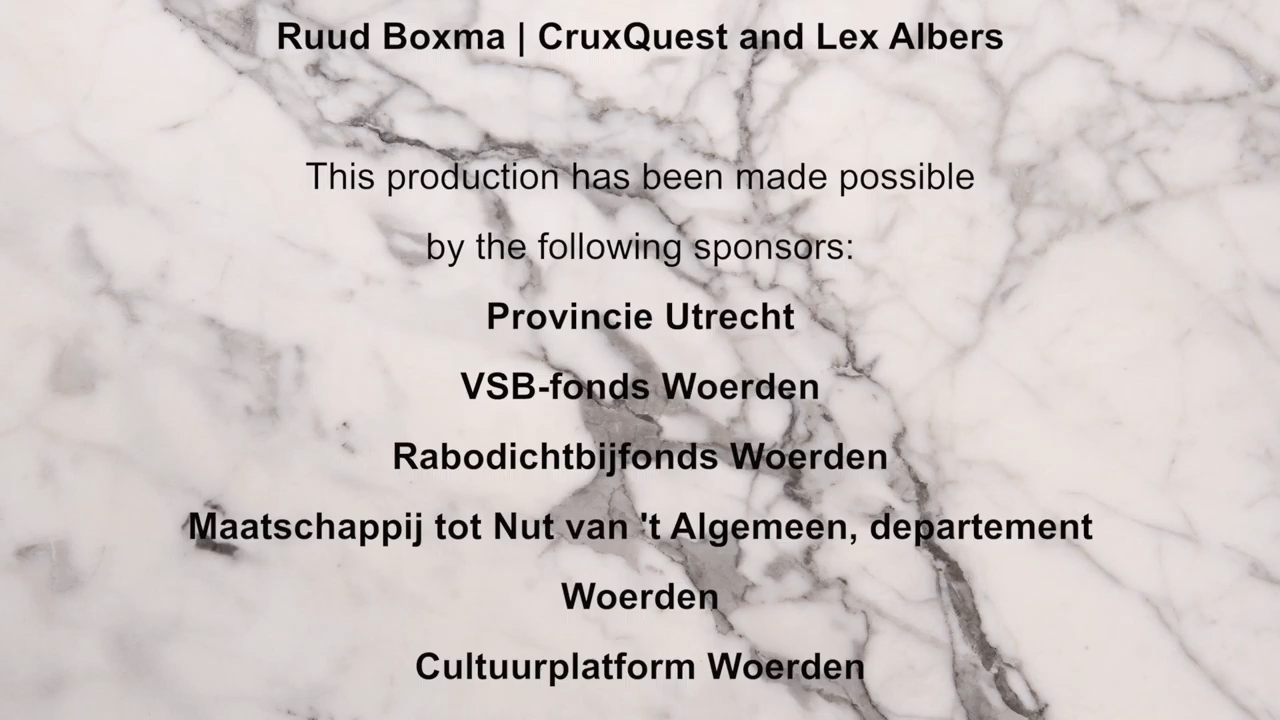 Ruud Boxma | CruxQuest and Lex Albers
This production has been made possible
by the following sponsors:
Provincie Utrecht
VSB-fonds Woerden
Rabodichtbijfonds Woerden
Maatschappij tot Nut van 't Algemeen, departement
Woerden
Cultuurplatform Woerden